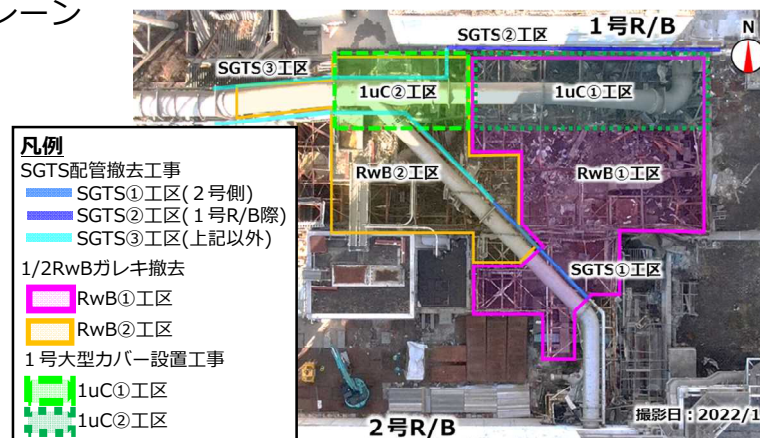 レーン
1号R/B
SGTS②工区
N
SGTS③工区
1uC②工区
1uC①工区
RwB②工区
RwB①工区
SGTS①工区
凡例
SGTS配管撤去工事
SGTS①工区(２号側)
SGTS②工区(１号R/B際)
SGTS③工区(上記以外)
1/2RwBガレキ撤去
RwB①工区
RwB②工区
１号大型カバー設置工事
1uC①工区
1uC②工区
2号R/B
撮影日：2022/1